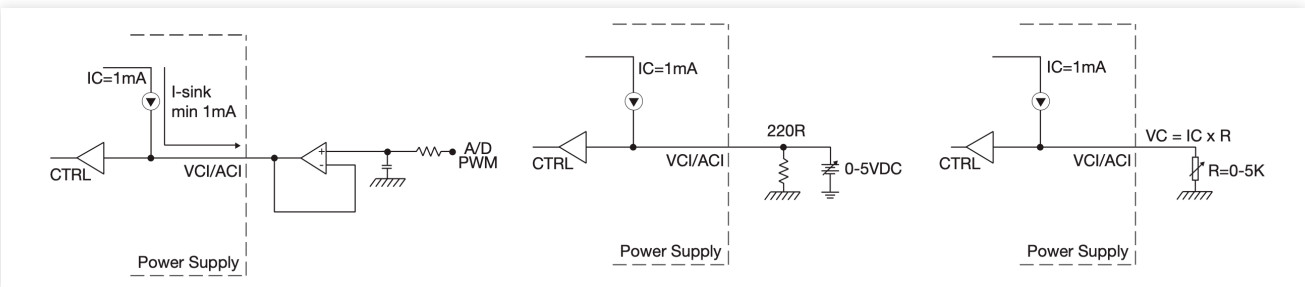 IC=1mA
I-sink
min 1mA
+
-
A/D
PWM
CTRL
VCI/ACI
Power Supply
IC=1mA
220R
CTRL
VCI/ACI
0-5VDC
Power Supply
IC=1mA
VC = IC x R
CTRL
VCI/ACI
R=0-5K
Power Supply